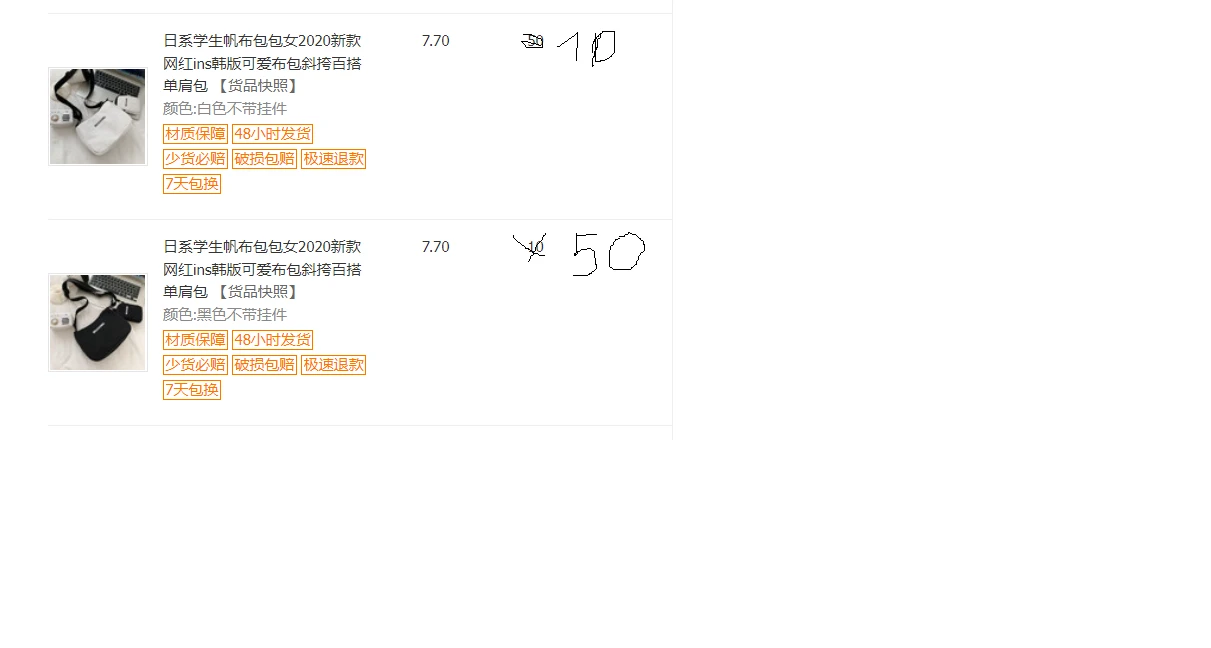 日系学生帆布包包女2020新款 7.70 50 10
网红ins韩版可爱布包斜挎百搭
单肩包 【货品快照】
颜色:白色不带挂件
材质保障 48小时发货
少货必赔 破损包赔 极速退款
7天包换
日系学生帆布包包女2020新款 7.70 10 50
网红ins韩版可爱布包斜挎百搭
单肩包 【货品快照】
颜色:黑色不带挂件
材质保障 48小时发货
少货必赔 破损包赔 极速退款
7天包换